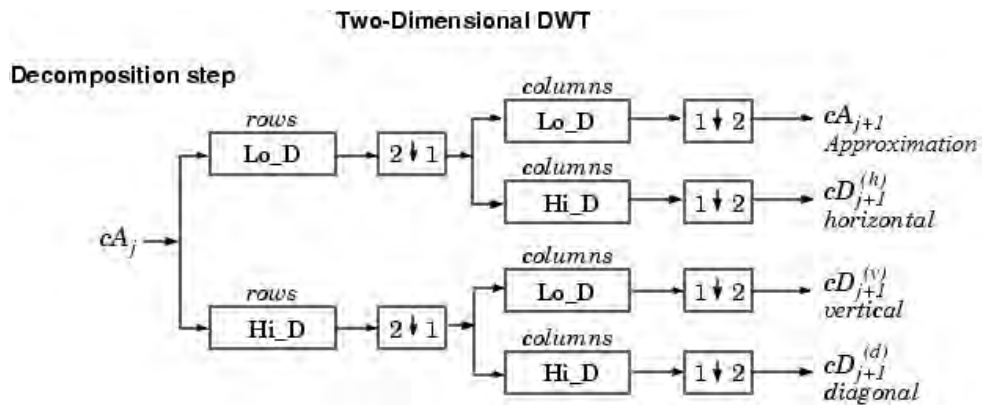 Two-Dimensional DWT
Decomposition step
columns
rows
Lo_D
1 ↓ 2
cA_{j+1}
Lo_D
2 ↓ 1
Approximation
columns
Hi_D
1 ↓ 2
cD_{j+1}^{(h)}
horizontal
cA_j
columns
rows
Lo_D
1 ↓ 2
cD_{j+1}^{(v)}
vertical
Hi_D
2 ↓ 1
columns
Hi_D
1 ↓ 2
cD_{j+1}^{(d)}
diagonal